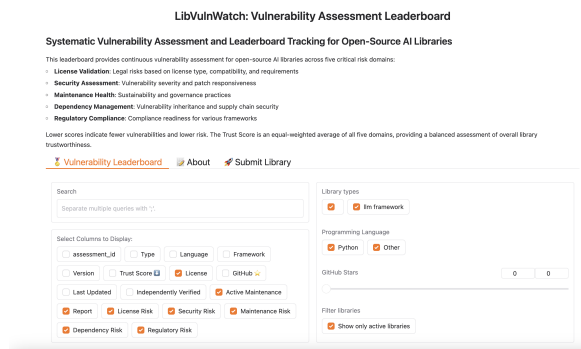 LibVulnWatch: Vulnerability Assessment Leaderboard
Systematic Vulnerability Assessment and Leaderboard Tracking for Open-Source AI Libraries
This leaderboard provides continuous vulnerability assessment for open-source AI libraries across five critical risk domains:
License Validation: Legal risks based on license type, compatibility, and requirements
Security Assessment: Vulnerability severity and patch responsiveness
Maintenance Health: Sustainability and governance practices
Dependency Management: Vulnerability inheritance and supply chain security
Regulatory Compliance: Compliance readiness for various frameworks
Lower scores indicate fewer vulnerabilities and lower risk. The Trust Score is an equal-weighted average of all five domains, providing a balanced assessment of overall library
trustworthiness.
🏅 Vulnerability Leaderboard 📝 About 🚀 Submit Library
Search
Separate multiple queries with ';'.
Select Columns to Display:
assessment_id Type Language Framework
Version Trust Score ⬇️ License GitHub ⭐
Last Updated Independently Verified Active Maintenance
Report License Risk Security Risk Maintenance Risk
Dependency Risk Regulatory Risk
Library types
llm framework
Programming Language
Python Other
GitHub Stars 0 0
Filter libraries
Show only active libraries